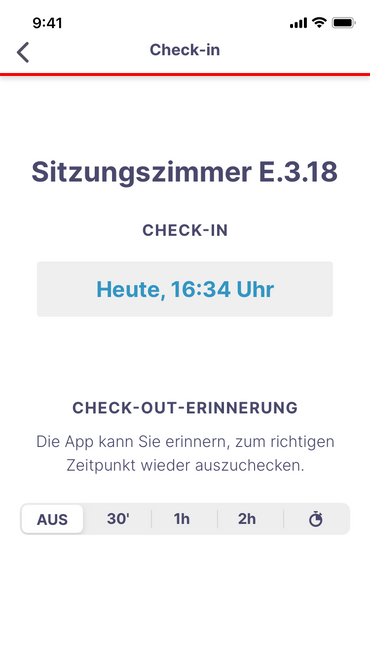 9:41
Check-in
Sitzungszimmer E.3.18
CHECK-IN
Heute, 16:34 Uhr
CHECK-OUT-ERINNERUNG
Die App kann Sie erinnern, zum richtigen
Zeitpunkt wieder auszuchecken.
AUS 30' 1h 2h